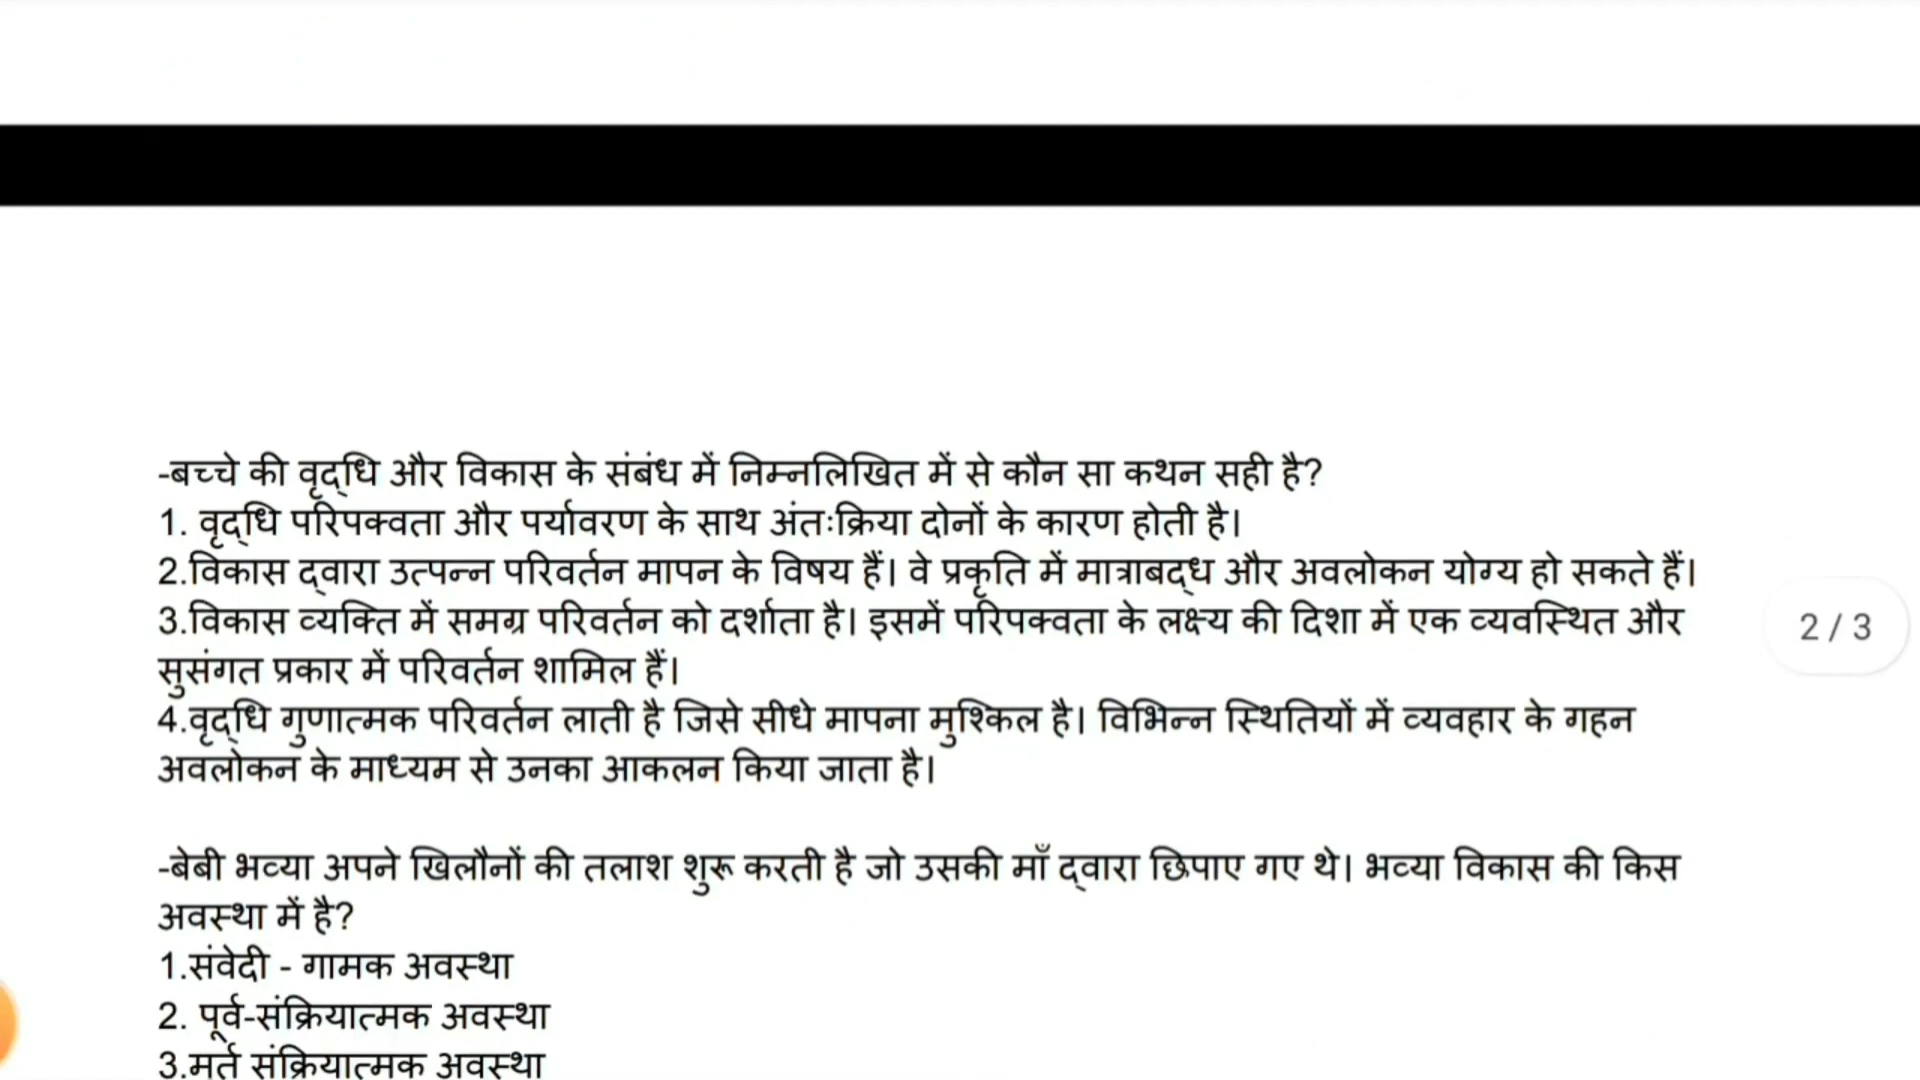 -बच्चे की वृद्धि और विकास के संबंध में निम्नलिखित में से कौन सा कथन सही है?
1. वृद्धि परिपक्वता और पर्यावरण के साथ अंतःक्रिया दोनों के कारण होती है।
2.विकास द्वारा उत्पन्न परिवर्तन मापन के विषय हैं। वे प्रकृति में मात्राबद्ध और अवलोकन योग्य हो सकते हैं।
3.विकास व्यक्ति में समग्र परिवर्तन को दर्शाता है। इसमें परिपक्वता के लक्ष्य की दिशा में एक व्यवस्थित और
सुसंगत प्रकार में परिवर्तन शामिल हैं।
2 / 3
4.वृद्धि गुणात्मक परिवर्तन लाती है जिसे सीधे मापना मुश्किल है। विभिन्न स्थितियों में व्यवहार के गहन
अवलोकन के माध्यम से उनका आकलन किया जाता है।
-बेबी भव्या अपने खिलौनों की तलाश शुरू करती है जो उसकी माँ द्वारा छिपाए गए थे। भव्या विकास की किस
अवस्था में है?
1.संवेदी - गामक अवस्था
2. पूर्व-संक्रियात्मक अवस्था
3.मूर्त संक्रियात्मक अवस्था